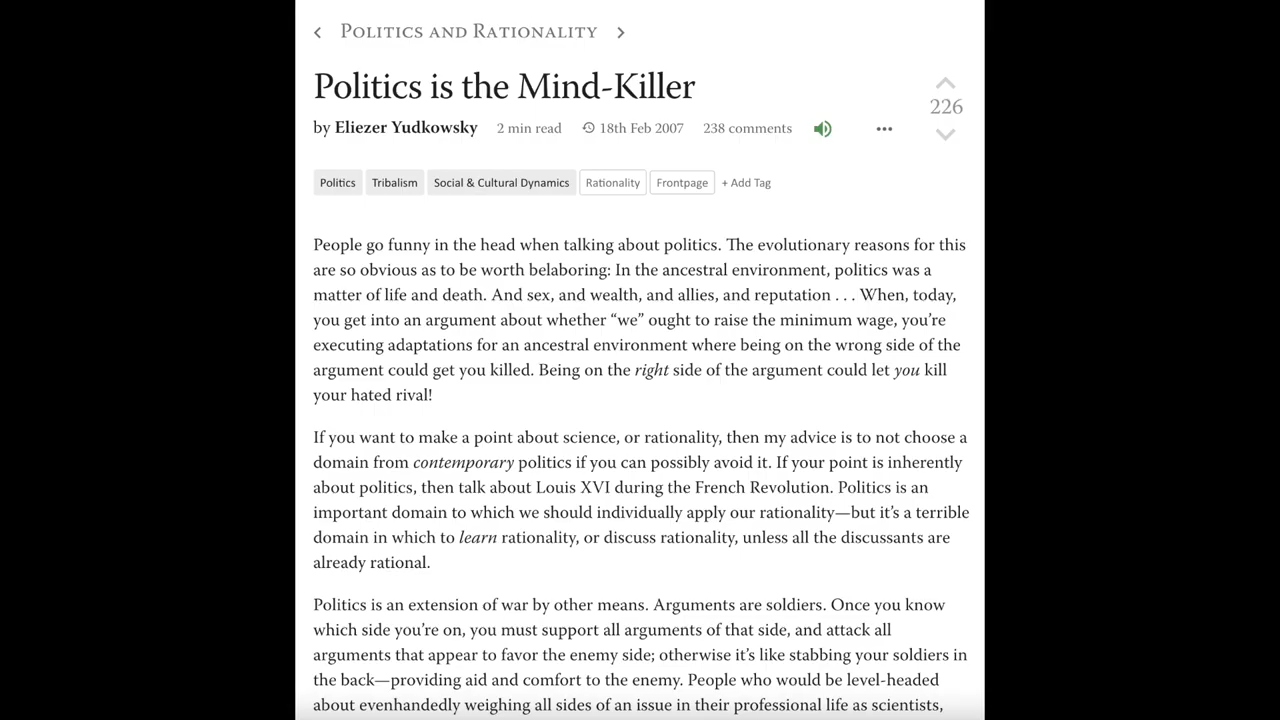 Politics and Rationality
Politics is the Mind-Killer
226
by Eliezer Yudkowsky 2 min read 18th Feb 2007 238 comments
Politics Tribalism Social & Cultural Dynamics Rationality Frontpage + Add Tag
People go funny in the head when talking about politics. The evolutionary reasons for this
are so obvious as to be worth belaboring: In the ancestral environment, politics was a
matter of life and death. And sex, and wealth, and allies, and reputation . . . When, today,
you get into an argument about whether “we” ought to raise the minimum wage, you’re
executing adaptations for an ancestral environment where being on the wrong side of the
argument could get you killed. Being on the right side of the argument could let you kill
your hated rival!
If you want to make a point about science, or rationality, then my advice is to not choose a
domain from contemporary politics if you can possibly avoid it. If your point is inherently
about politics, then talk about Louis XVI during the French Revolution. Politics is an
important domain to which we should individually apply our rationality—but it’s a terrible
domain in which to learn rationality, or discuss rationality, unless all the discussants are
already rational.
Politics is an extension of war by other means. Arguments are soldiers. Once you know
which side you’re on, you must support all arguments of that side, and attack all
arguments that appear to favor the enemy side; otherwise it’s like stabbing your soldiers in
the back—providing aid and comfort to the enemy. People who would be level-headed
about evenhandedly weighing all sides of an issue in their professional life as scientists,